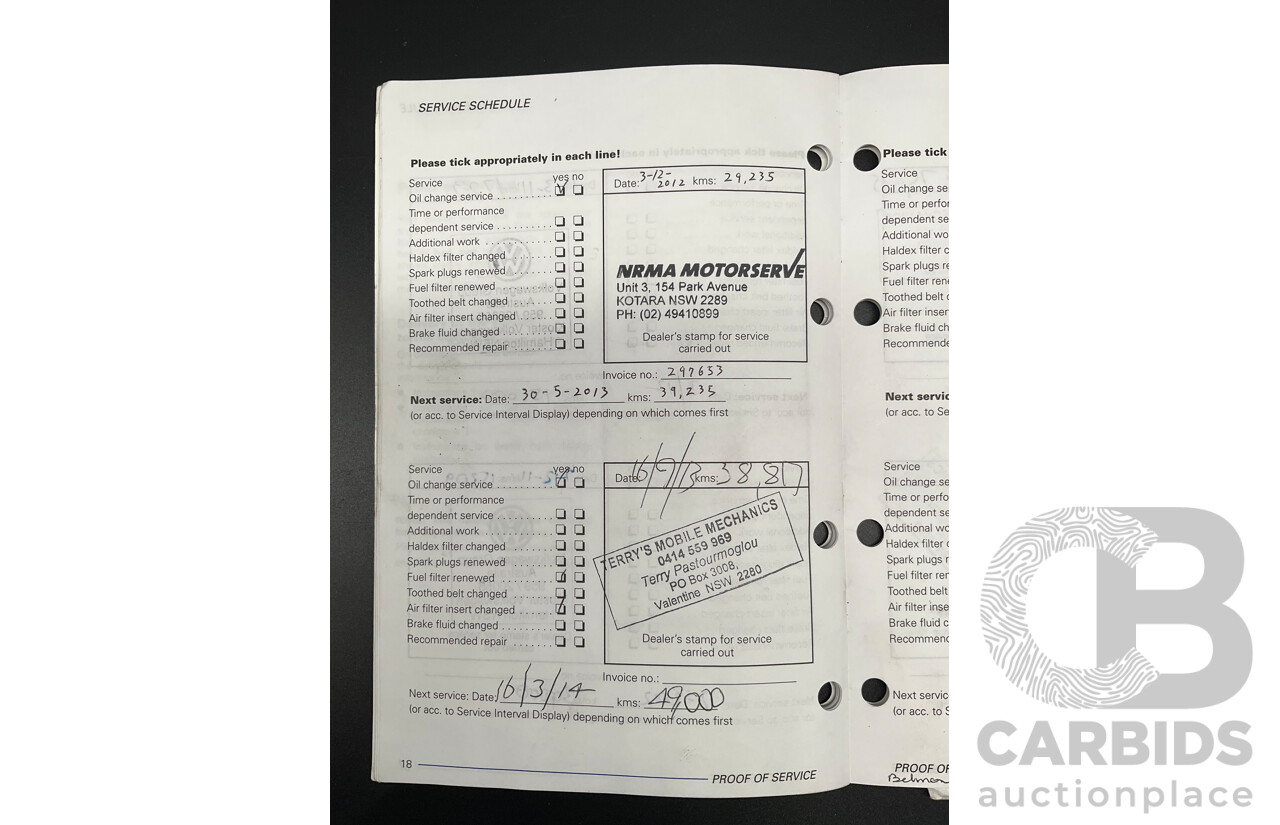 SERVICE SCHEDULE
Please tick appropriately in each line!
Service yes no
Oil change service
Time or performance
dependent service
Additional work
Haldex filter changed
Spark plugs renewed
Fuel filter renewed
Toothed belt changed
Air filter insert changed
Brake fluid changed
Recommended repair
Date: 3-12-2012 kms: 29,235
NRMA MOTORSERVE
Unit 3, 154 Park Avenue
KOTARA NSW 2289
PH: (02) 49410899
Dealer's stamp for service
carried out
Invoice no.: 297653
Next service: Date: 30-5-2013 kms: 39,235
(or acc. to Service Interval Display) depending on which comes first
Service yes no
Oil change service
Time or performance
dependent service
Additional work
Haldex filter changed
Spark plugs renewed
Fuel filter renewed
Toothed belt changed
Air filter insert changed
Brake fluid changed
Recommended repair
Date: 16/9/13 kms: 38,817
TERRY'S MOBILE MECHANICS
0414 559 969
Terry Pastourmoglou
PO Box 3008,
Valentine NSW 2280
Dealer's stamp for service
carried out
Invoice no.:
Next service: Date: 16/3/14 kms: 49,000
(or acc. to Service Interval Display) depending on which comes first
18
PROOF OF SERVICE
Please tick
Service
Oil change se
Time or perfor
dependent se
Additional wo
Haldex filter c
Spark plugs re
Fuel filter rene
Toothed belt c
Air filter inser
Brake fluid ch
Recommende
Next servic
(or acc. to Se
Service
Oil change se
Time or perfo
dependent se
Additional wo
Haldex filter c
Spark plugs r
Fuel filter ren
Toothed belt
Air filter inse
Brake fluid c
Recommenc
Next servic
(or acc. to S
PROOF OF
Belmon
CB
CARBIDS
auctionplace